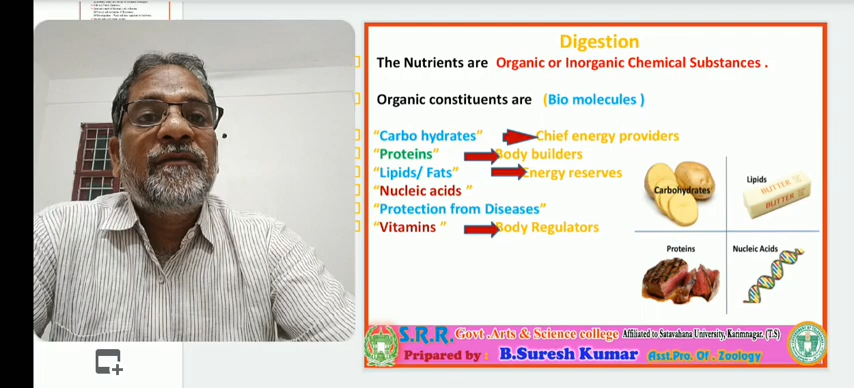 Digestion
The Nutrients are Organic or Inorganic Chemical Substances .
Organic constituents are (Bio molecules )
“Carbo hydrates” Chief energy providers
“Proteins” Body builders
“Lipids/ Fats” Energy reserves
“Nucleic acids ”
“Protection from Diseases”
“Vitamins ” Body Regulators
Carbohydrates
Lipids
BUTTER
BUTTER
Proteins
Nucleic Acids
S.R.R. Govt .Arts & Science college Affiliated to Satavahana University, Karimnagar. (T.S)
Pripared by : B.Suresh Kumar Asst.Pro. Of . Zoology